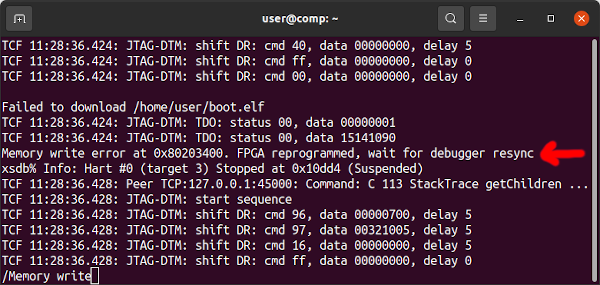 user@comp: ~
TCF 11:28:36.424: JTAG-DTM: shift DR: cmd 40, data 00000000, delay 5
TCF 11:28:36.424: JTAG-DTM: shift DR: cmd ff, data 00000000, delay 0
TCF 11:28:36.424: JTAG-DTM: shift DR: cmd 00, data 00000000, delay 5
Failed to download /home/user/boot.elf
TCF 11:28:36.424: JTAG-DTM: TDO: status 00, data 00000001
TCF 11:28:36.424: JTAG-DTM: TDO: status 00, data 15141090
Memory write error at 0x80203400. FPGA reprogrammed, wait for debugger resync
xsdb% Info: Hart #0 (target 3) Stopped at 0x10dd4 (Suspended)
TCF 11:28:36.428: Peer TCP:127.0.0.1:45000: Command: C 113 StackTrace getChildren ...
TCF 11:28:36.428: JTAG-DTM: start sequence
TCF 11:28:36.428: JTAG-DTM: shift DR: cmd 96, data 00000700, delay 5
TCF 11:28:36.428: JTAG-DTM: shift DR: cmd 97, data 00321005, delay 5
TCF 11:28:36.428: JTAG-DTM: shift DR: cmd 16, data 00000000, delay 5
TCF 11:28:36.428: JTAG-DTM: shift DR: cmd ff, data 00000000, delay 0
/Memory write